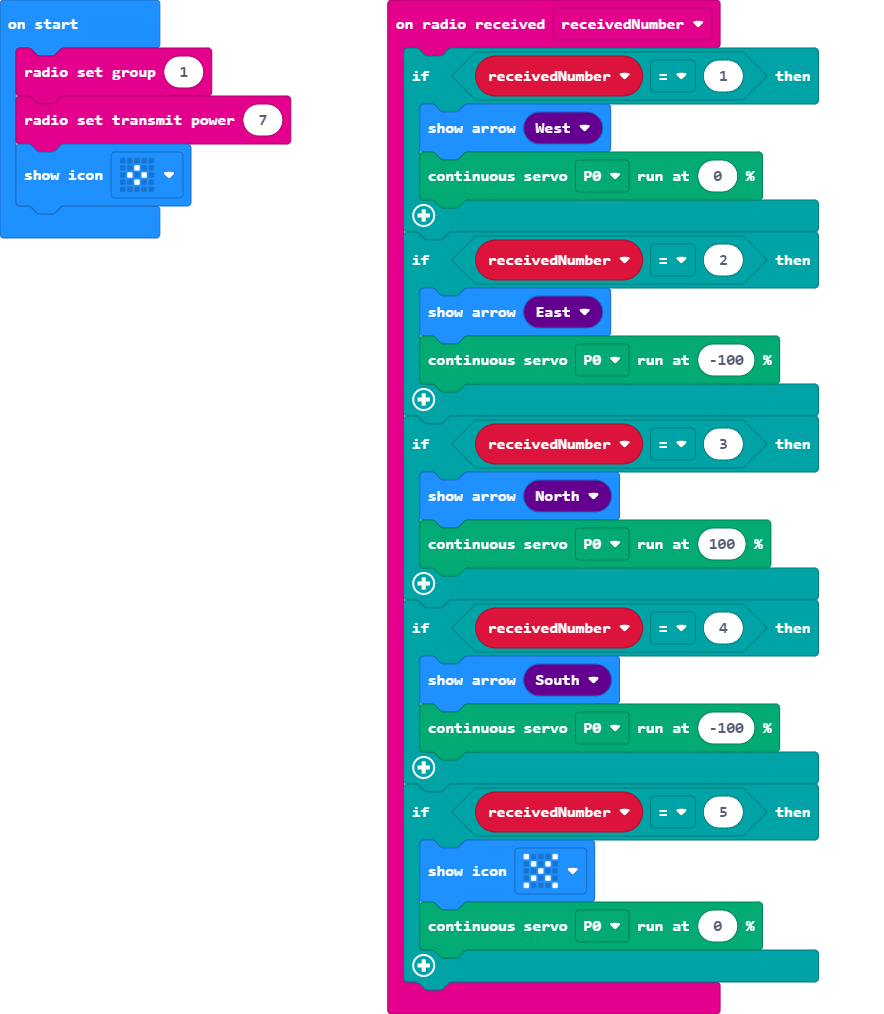 on start
radio set group 1
radio set transmit power 7
show icon
on radio received receivedNumber
if receivedNumber = 1 then
show arrow West
continuous servo P0 run at 0 %
if receivedNumber = 2 then
show arrow East
continuous servo P0 run at -100 %
if receivedNumber = 3 then
show arrow North
continuous servo P0 run at 100 %
if receivedNumber = 4 then
show arrow South
continuous servo P0 run at -100 %
if receivedNumber = 5 then
show icon
continuous servo P0 run at 0 %